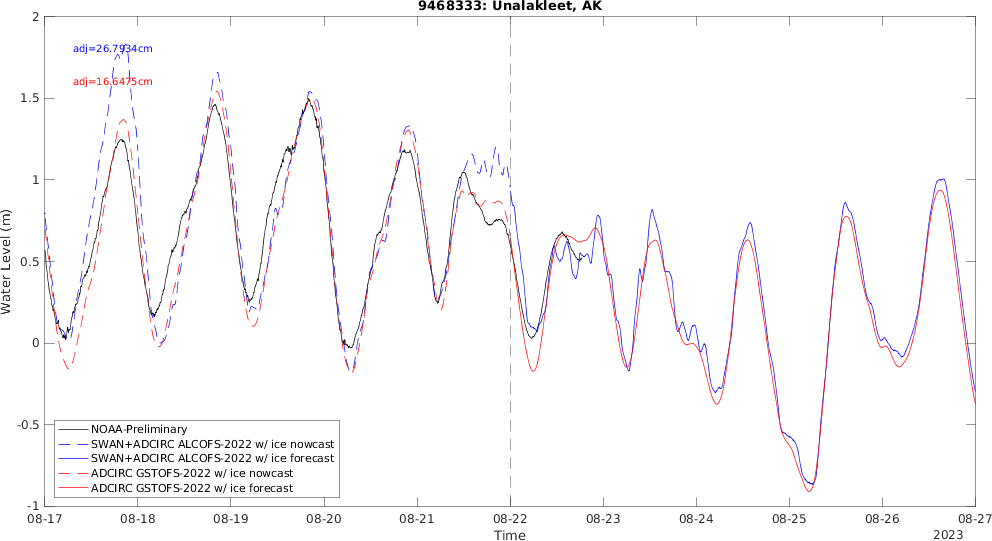 9468333: Unalakleet, AK
adj=26.7934cm
adj=16.6475cm
Water Level (m)
2
1.5
1
0.5
0
-0.5
-1
NOAA-Preliminary
SWAN+ADCIRC ALCOFS-2022 w/ ice nowcast
SWAN+ADCIRC ALCOFS-2022 w/ ice forecast
ADCIRC GSTOFS-2022 w/ ice nowcast
ADCIRC GSTOFS-2022 w/ ice forecast
08-17 08-18 08-19 08-20 08-21 08-22 08-23 08-24 08-25 08-26 08-27
Time
2023